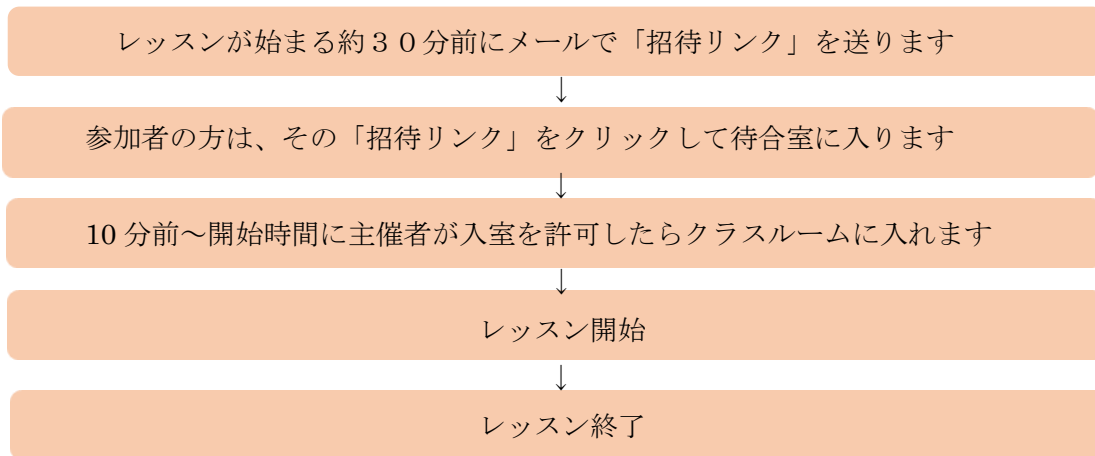 レッスンが始まる約３０分前にメールで「招待リンク」を送ります
↓
参加者の方は、その「招待リンク」をクリックして待合室に入ります
↓
10 分前～開始時間に主催者が入室を許可したらクラスルームに入れます
↓
レッスン開始
↓
レッスン終了